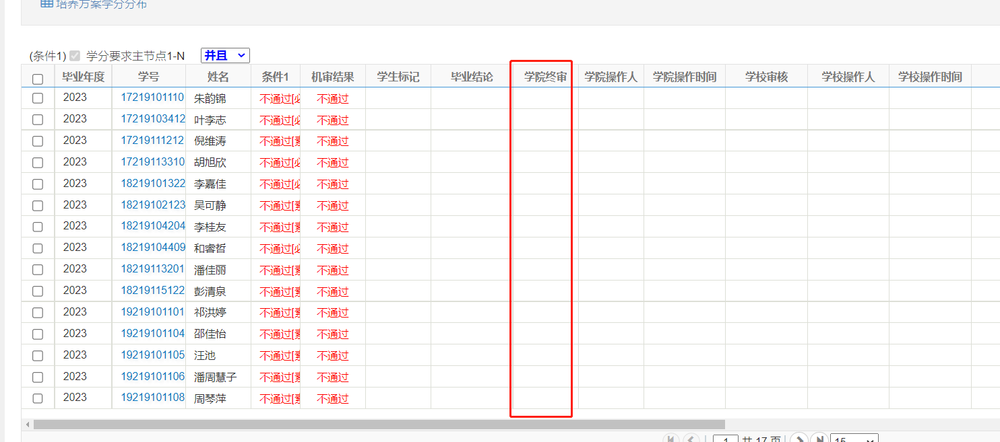 培养方案学分分布
(条件1) 学分要求主节点1-N 并且
毕业年度 学号 姓名 条件1 机审结果 学生标记 毕业结论 学院终审 学院操作人 学院操作时间 学校审核 学校操作人 学校操作时间
2023 17219101110 朱韵锦 不通过[必 不通过
2023 17219103412 叶李志 不通过[必 不通过
2023 17219111212 倪维涛 不通过[素 不通过
2023 17219113310 胡旭欣 不通过[必 不通过
2023 18219101322 李嘉佳 不通过[必 不通过
2023 18219102123 吴可静 不通过[素 不通过
2023 18219104204 李桂友 不通过[素 不通过
2023 18219104409 和睿哲 不通过[必 不通过
2023 18219113201 潘佳丽 不通过[素 不通过
2023 18219115122 彭清泉 不通过[素 不通过
2023 19219101101 祁洪婷 不通过[素 不通过
2023 19219101104 邵佳怡 不通过[素 不通过
2023 19219101105 汪池 不通过[素 不通过
2023 19219101106 潘周慧子 不通过[素 不通过
2023 19219101108 周琴萍 不通过[素 不通过
1 共 17 页 15